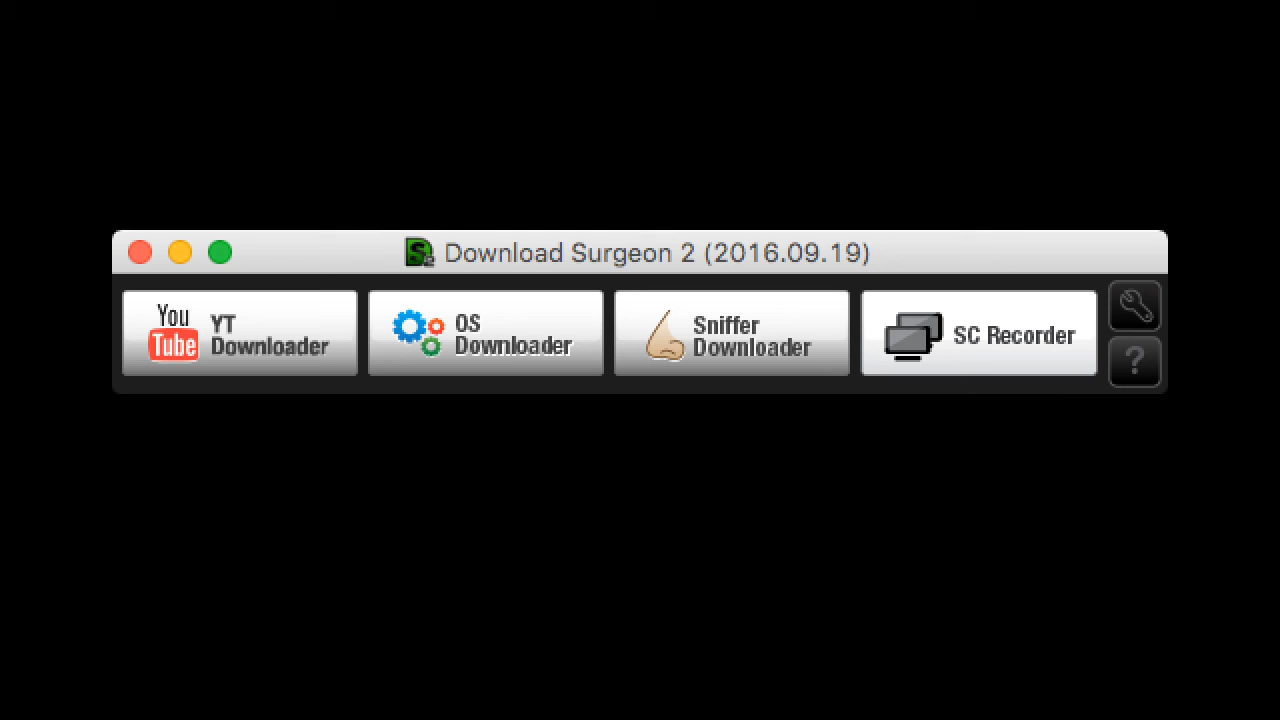 Download Surgeon 2 (2016.09.19)
You
Tube
YT
Downloader
OS
Downloader
Sniffer
Downloader
SC Recorder
?